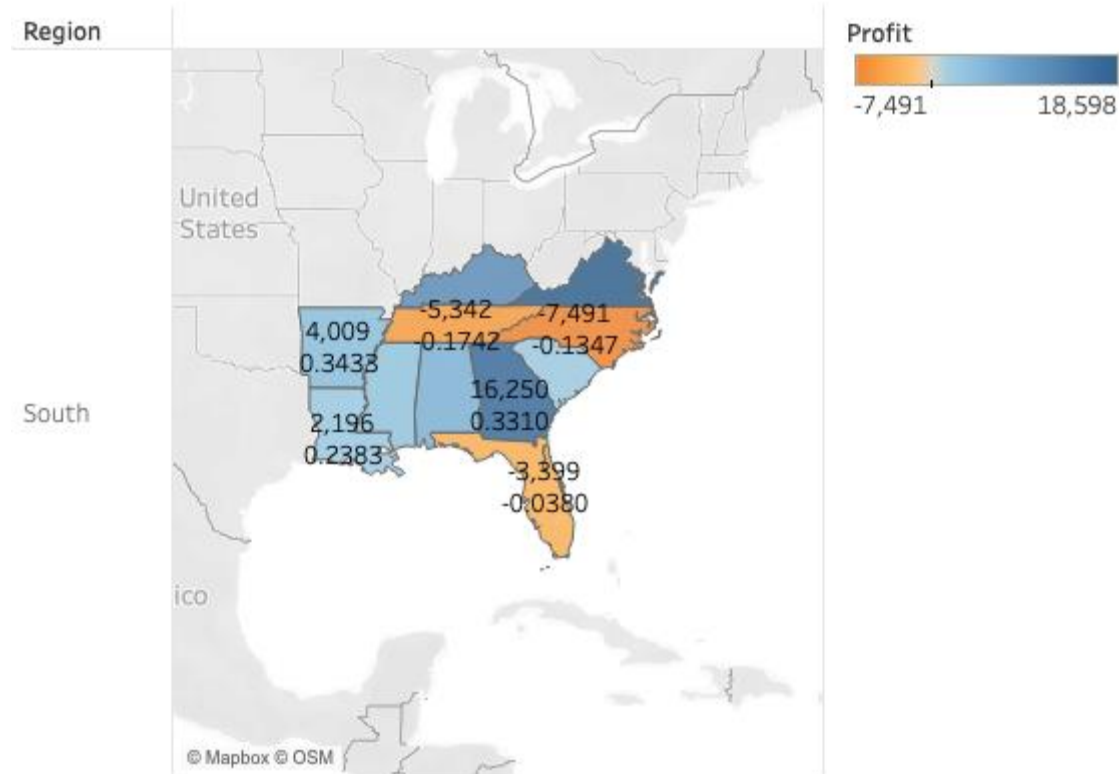 Region
Profit
-7,491 18,598
United
States
South
4,009
0.3433
-5,342
-0.1742
-7,491
-0.1347
16,250
0.3310
2,196
0.2383
-3,399
-0.0380
ico
© Mapbox © OSM